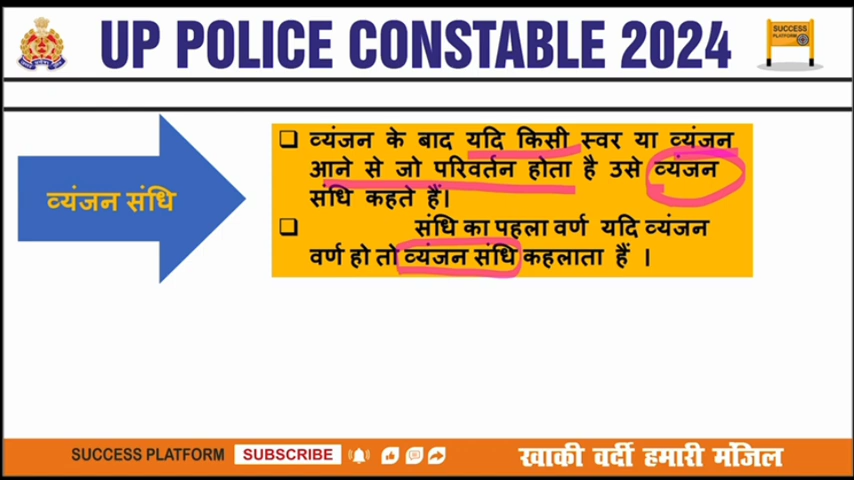 UP POLICE CONSTABLE 2024
SUCCESS
PLATFORM
व्यंजन संधि
व्यंजन के बाद यदि किसी स्वर या व्यंजन
आने से जो परिवर्तन होता है उसे व्यंजन
संधि कहते हैं।
संधि का पहला वर्ण यदि व्यंजन
वर्ण हो तो व्यंजन संधि कहलाता हैं ।
SUCCESS PLATFORM SUBSCRIBE खाकी वर्दी हमारी मंजिल